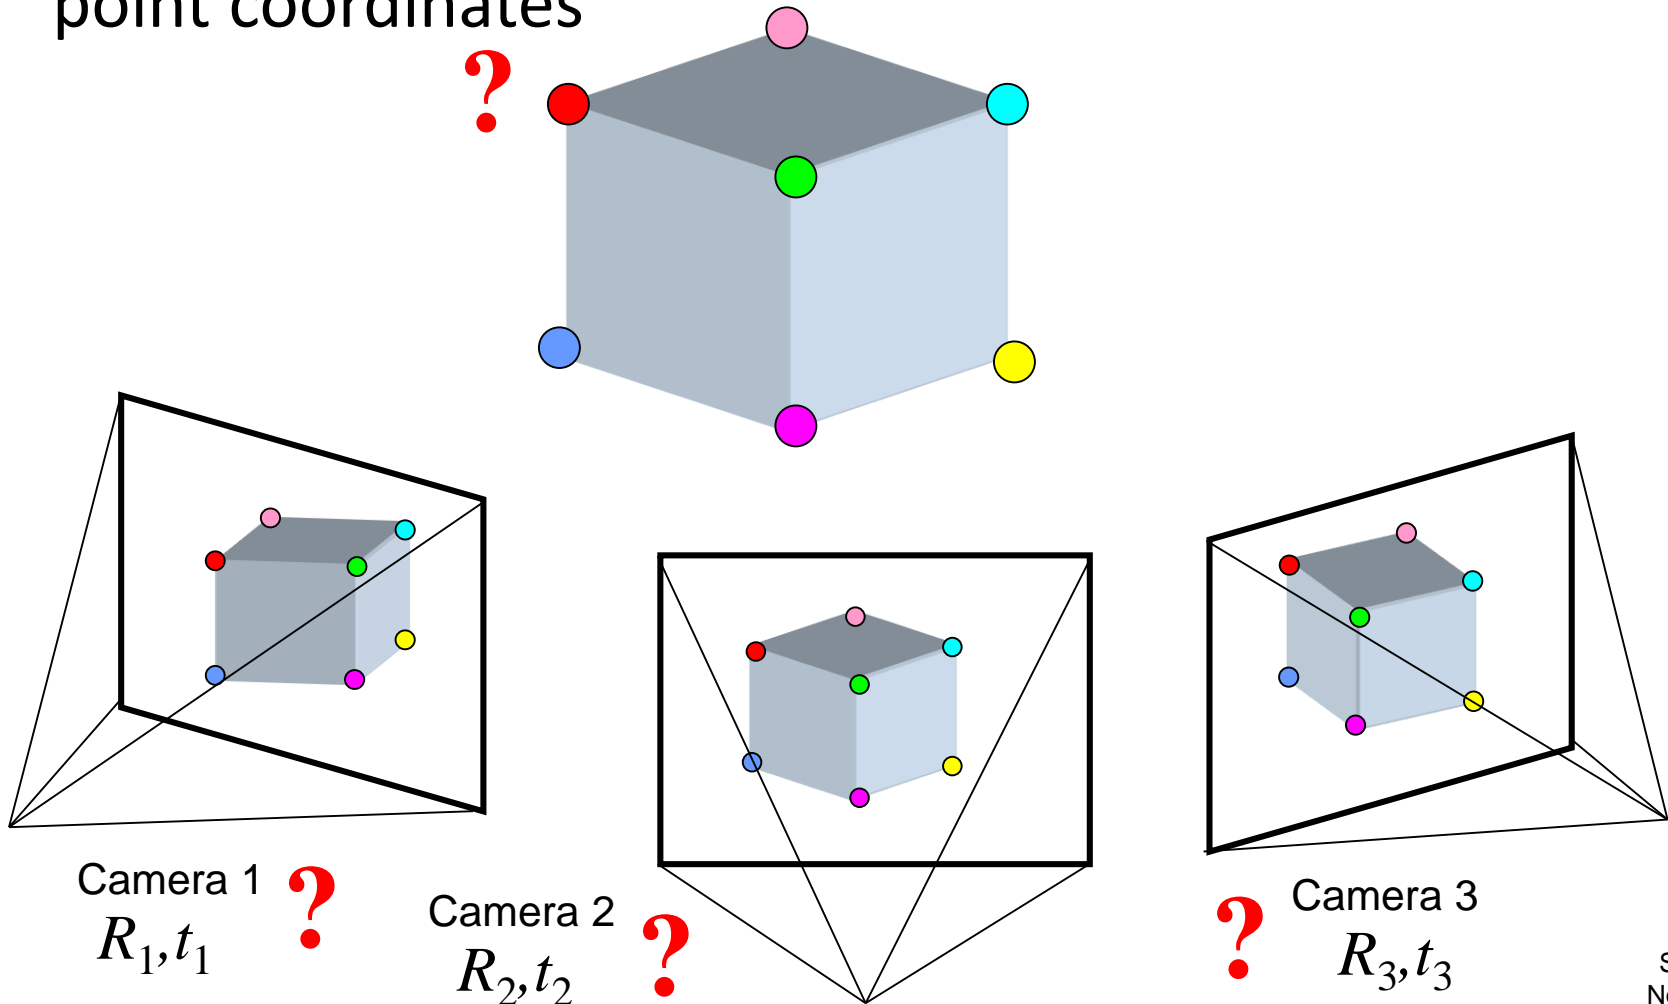 point coordinates
?
Camera 1
?
R1,t1
Camera 2
?
R2,t2
Camera 3
?
R3,t3